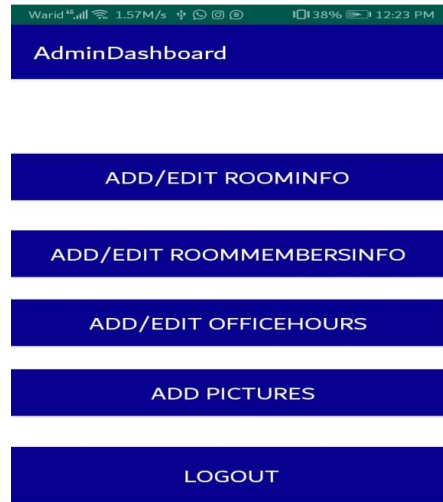 Warid 4G 1.57M/s 38% 12:23 PM
AdminDashboard
ADD/EDIT ROOMINFO
ADD/EDIT ROOMMEMBERSINFO
ADD/EDIT OFFICEHOURS
ADD PICTURES
LOGOUT